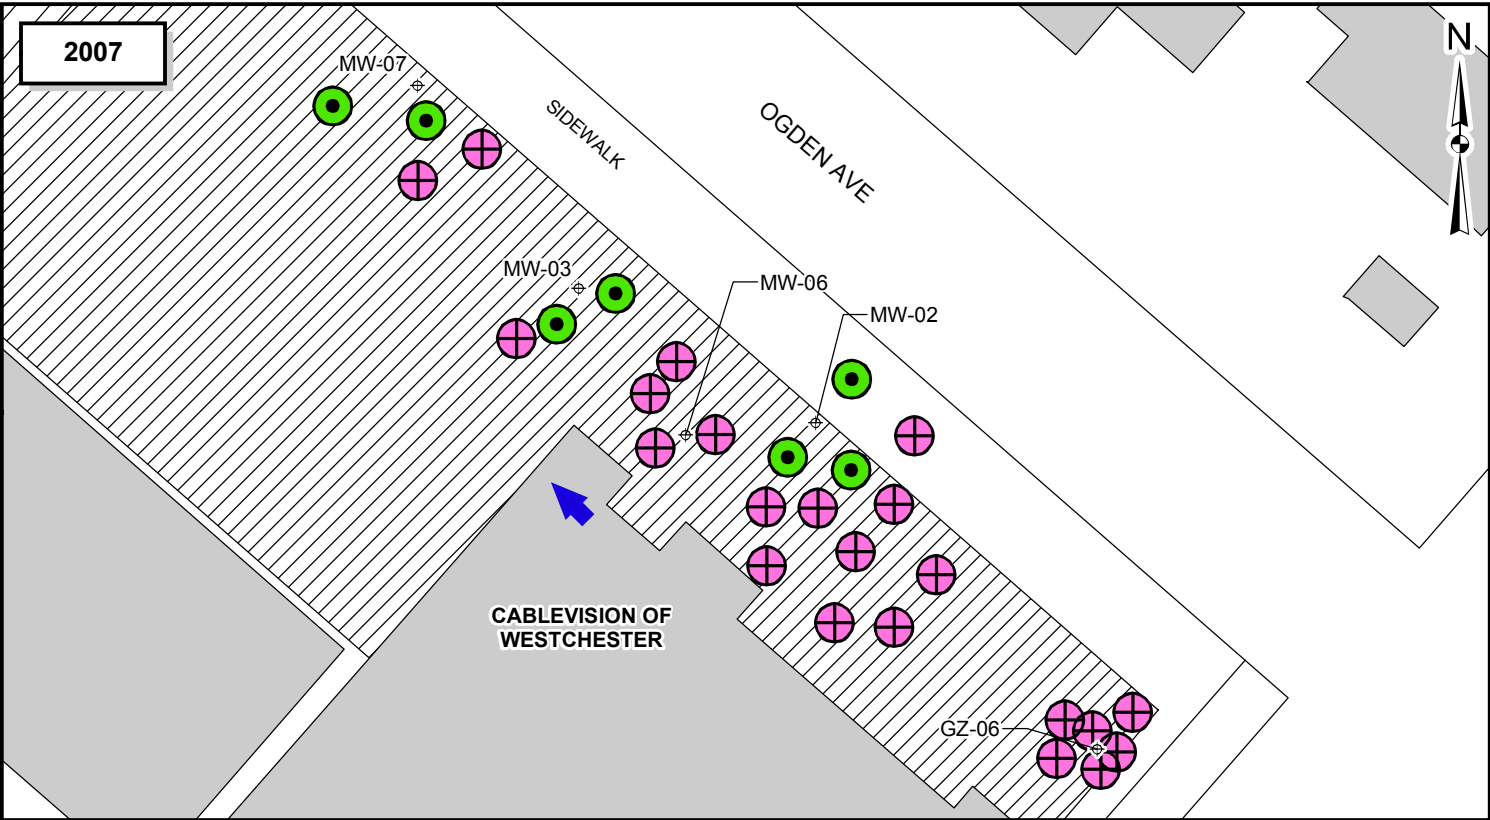 2007
N
MW-07
SIDEWALK
OGDEN AVE
MW-03
MW-06
MW-02
CABLEVISION OF
WESTCHESTER
GZ-06